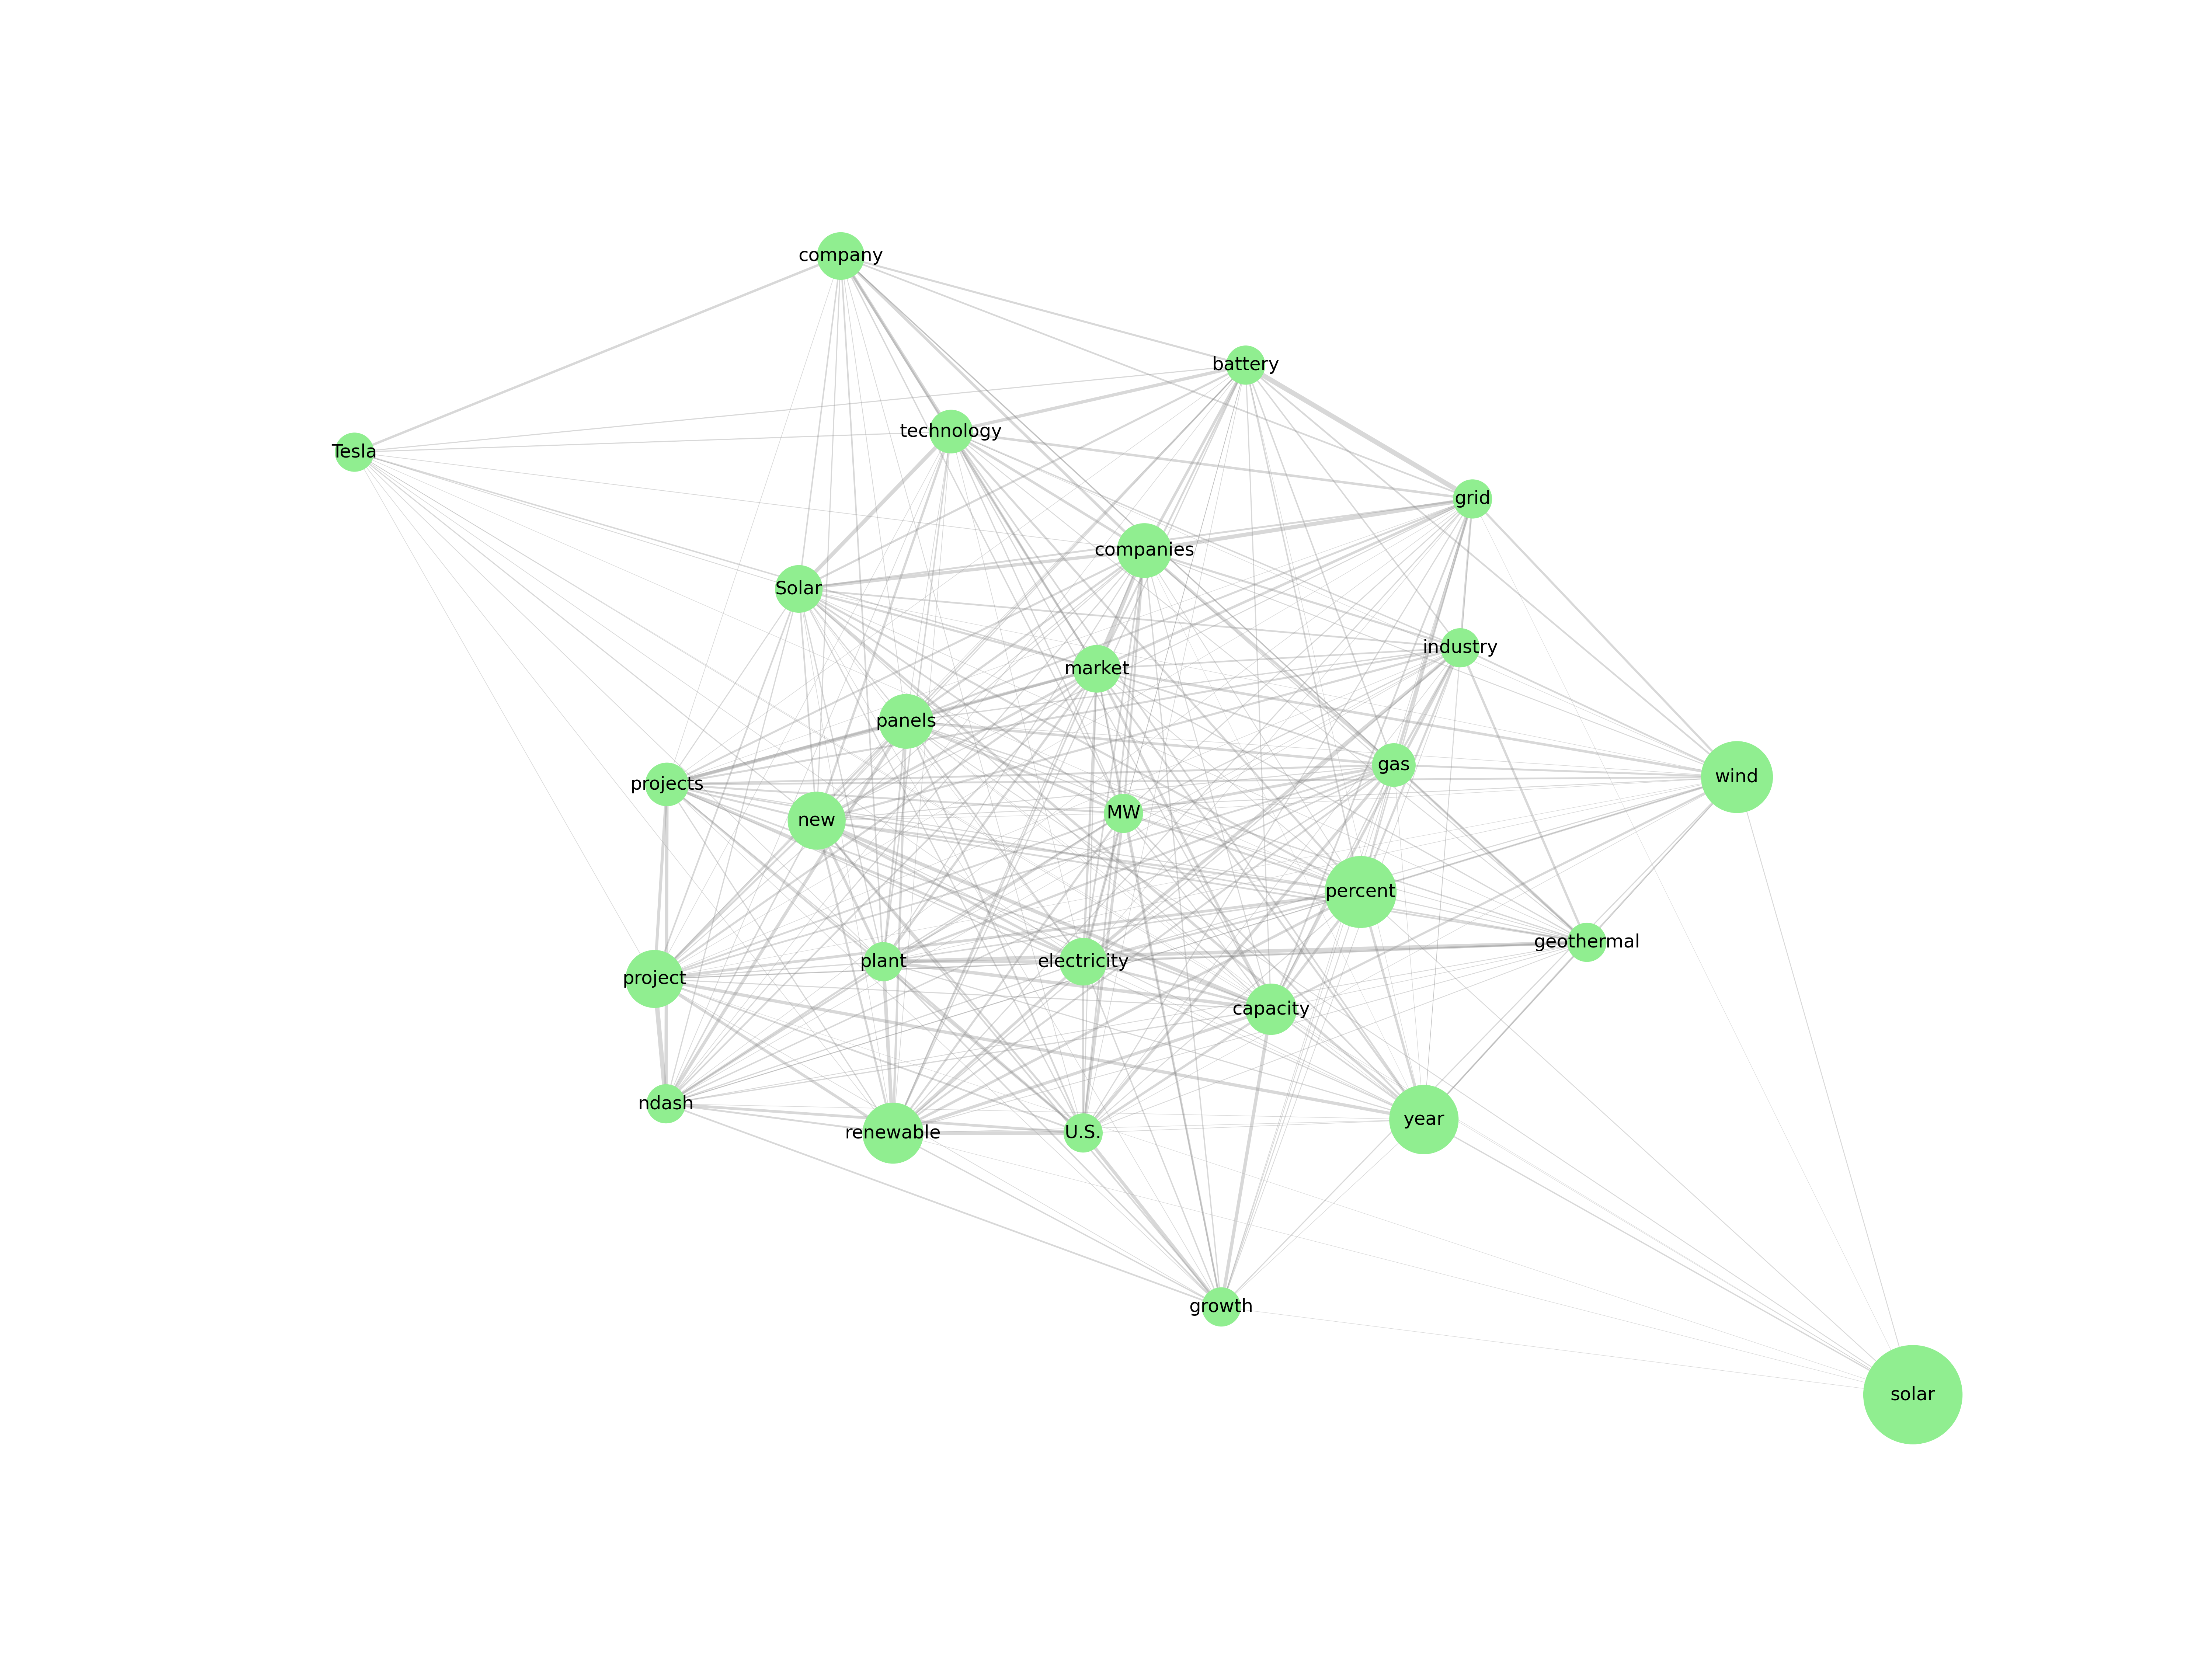 company
battery
technology
Tesla
grid
companies
Solar
industry
market
panels
gas
wind
projects
MW
new
percent
geothermal
plant
electricity
project
capacity
ndash
year
renewable
U.S.
growth
solar